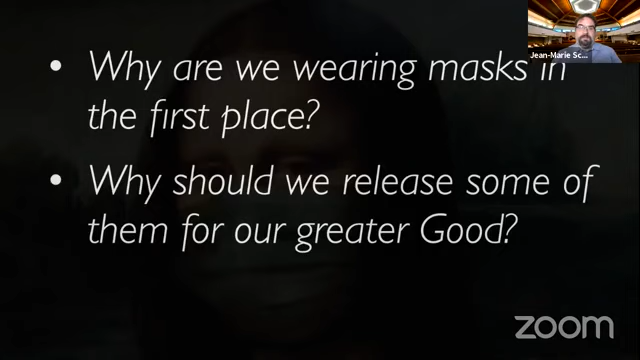 Jean-Marie Sc...
• Why are we wearing masks in
the first place?
• Why should we release some of
them for our greater Good?
zoom